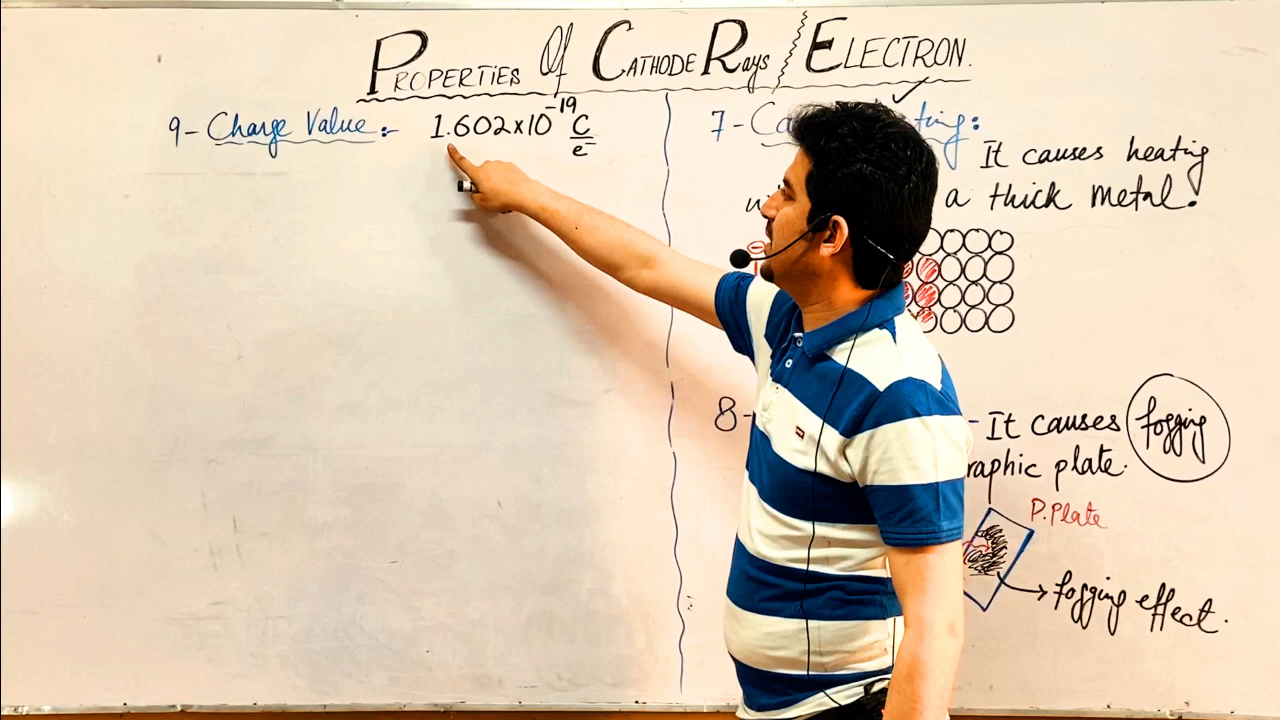 PROPERTIES Of CATHODE RAYS / ELECTRON.
9- Charge Value:- 1.602x10⁻¹⁹ C/e⁻
7- Ca ting:
It causes heating
a thick metal.
8-
- It causes fogging
raphic plate.
P.Plate
fogging effect.